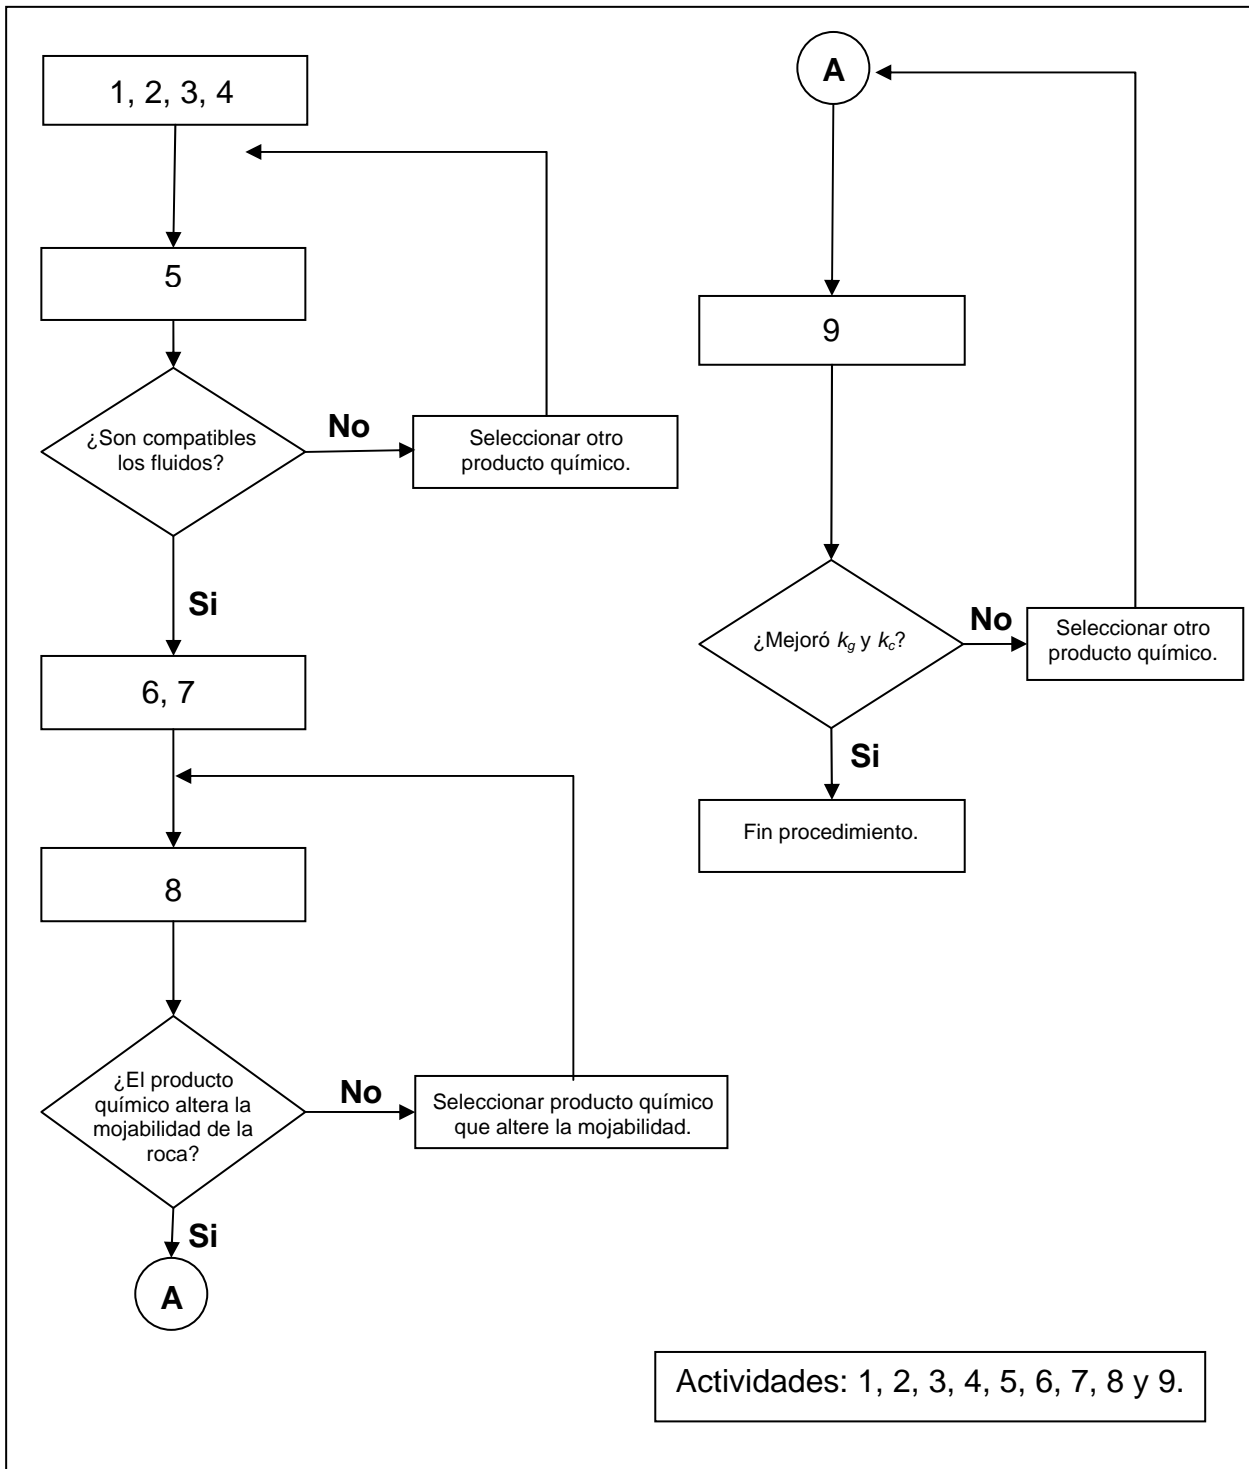 1, 2, 3, 4
5
¿Son compatibles
los fluidos?
No
Seleccionar otro
producto químico.
Si
6, 7
8
¿El producto
químico altera la
mojabilidad de la
roca?
No
Seleccionar producto químico
que altere la mojabilidad.
Si
A
A
9
¿Mejoró kg y kc?
No
Seleccionar otro
producto químico.
Si
Fin procedimiento.
Actividades: 1, 2, 3, 4, 5, 6, 7, 8 y 9.